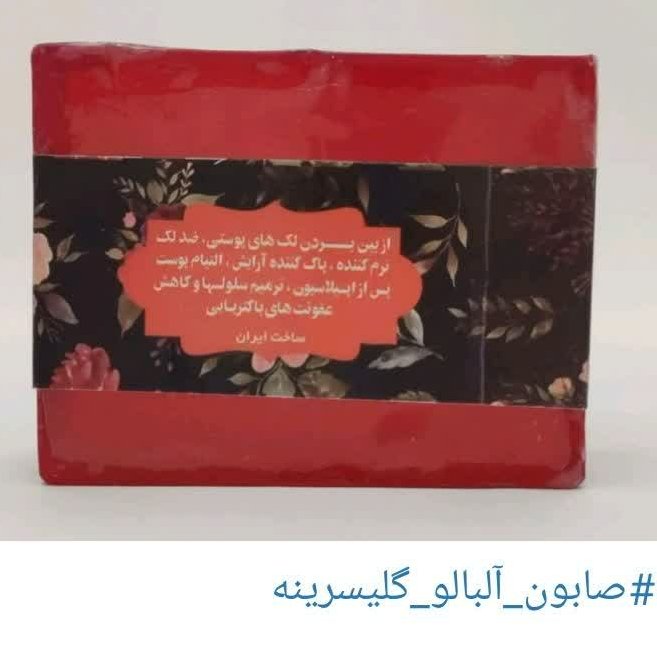 از بین بردن لک های پوستی، ضد لک
نرم کننده ، پاک کننده آرایش ، التیام پوست
پس از اپیلاسیون ، ترمیم سلولها و کاهش
عفونت های باکتریایی
ساخت ایران
#صابون_آلبالو_گلیسرینه